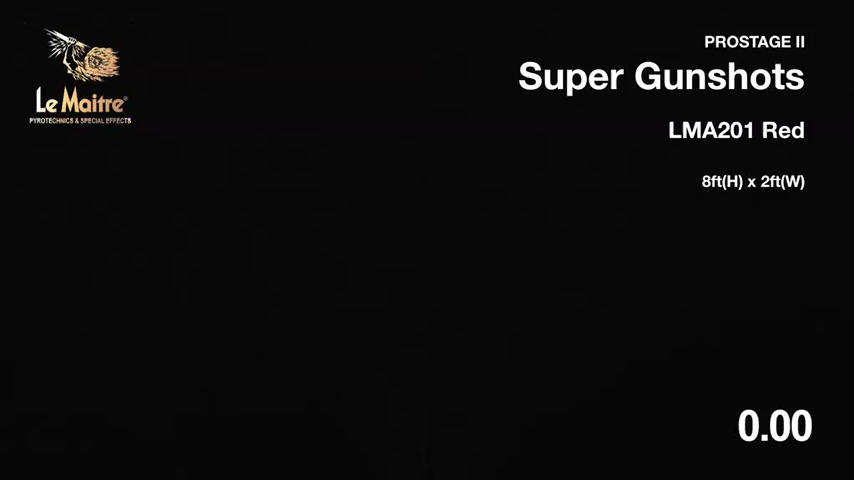 Le Maitre®
PYROTECHNICS & SPECIAL EFFECTS
PROSTAGE II
Super Gunshots
LMA201 Red
8ft(H) x 2ft(W)
0.00